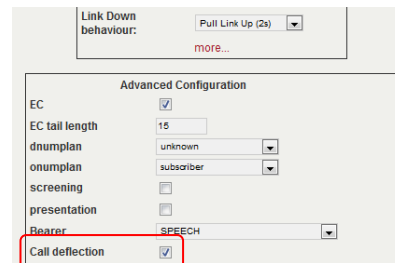 Link Down
behaviour: Pull Link Up (2s)
more...
Advanced Configuration
EC
EC tail length 15
dnumplan unknown
onumplan subscriber
screening
presentation
Bearer SPEECH
Call deflection